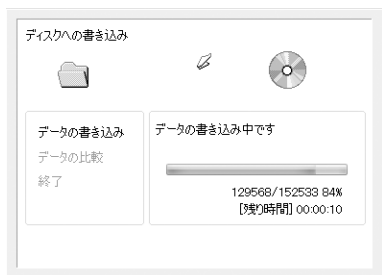 ディスクへの書き込み
データの書き込み
データの比較
終了
データの書き込み中です
129568/152533 84%
[残り時間] 00:00:10